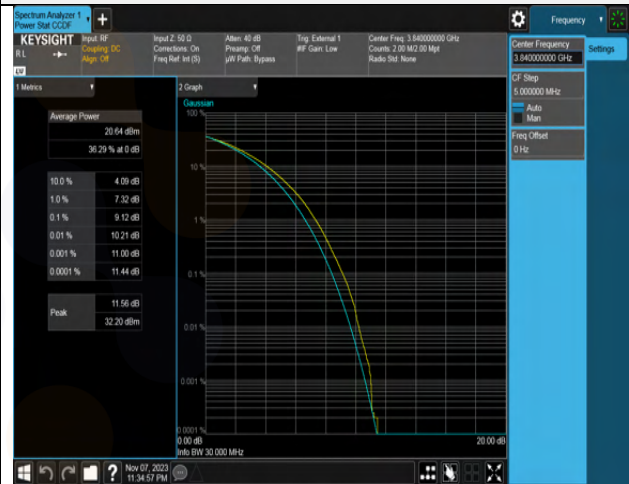 Spectrum Analyzer 1
Power Stat CCDF
+
Frequency
KEYSIGHT
RL
LW
Input: RF
Coupling: DC
Align: Off
Input Z: 50 Ω
Corrections: On
Freq Ref: Int (S)
Atten: 40 dB
Preamp: Off
µW Path: Bypass
Trig: External 1
#IF Gain: Low
Center Freq: 3.840000000 GHz
Counts: 2.00 M/2.00 Mpt
Radio Std: None
Center Frequency
3.840000000 GHz
Settings
CF Step
5.000000 MHz
Auto
Man
Freq Offset
0 Hz
1 Metrics
Average Power
20.64 dBm
36.29 % at 0 dB
10.0 % 4.09 dB
1.0 % 7.32 dB
0.1 % 9.12 dB
0.01 % 10.21 dB
0.001 % 11.00 dB
0.0001 % 11.44 dB
Peak
11.56 dB
32.20 dBm
2 Graph
Gaussian
100 %
10 %
1 %
0.1 %
0.01 %
0.001 %
0.0001 %
0.00 dB
20.00 dB
Info BW 30.000 MHz
?
Nov 07, 2023
11:34:57 PM